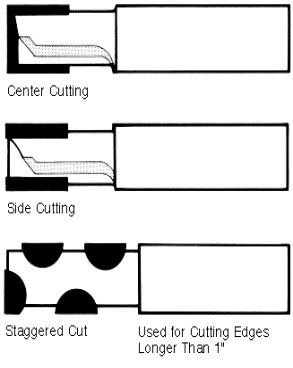 Center Cutting
Side Cutting
Staggered Cut
Used for Cutting Edges
Longer Than 1"